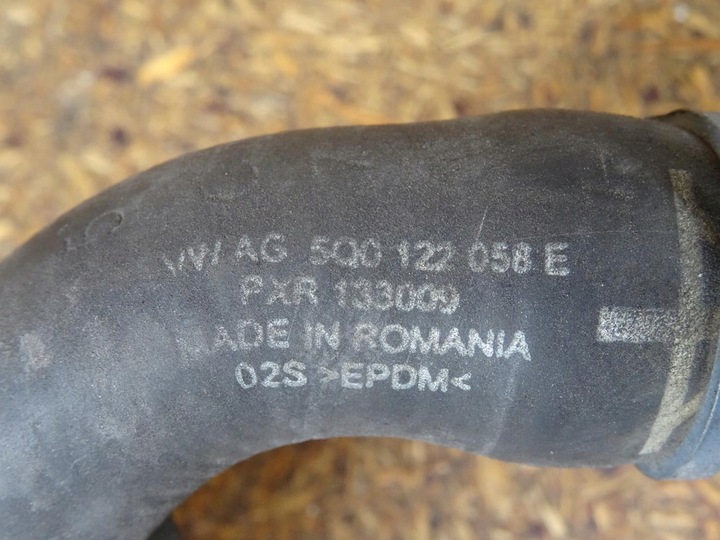 VW AG 5Q0 122 058 E
PXR 133009
MADE IN ROMANIA
02S >EPDM<